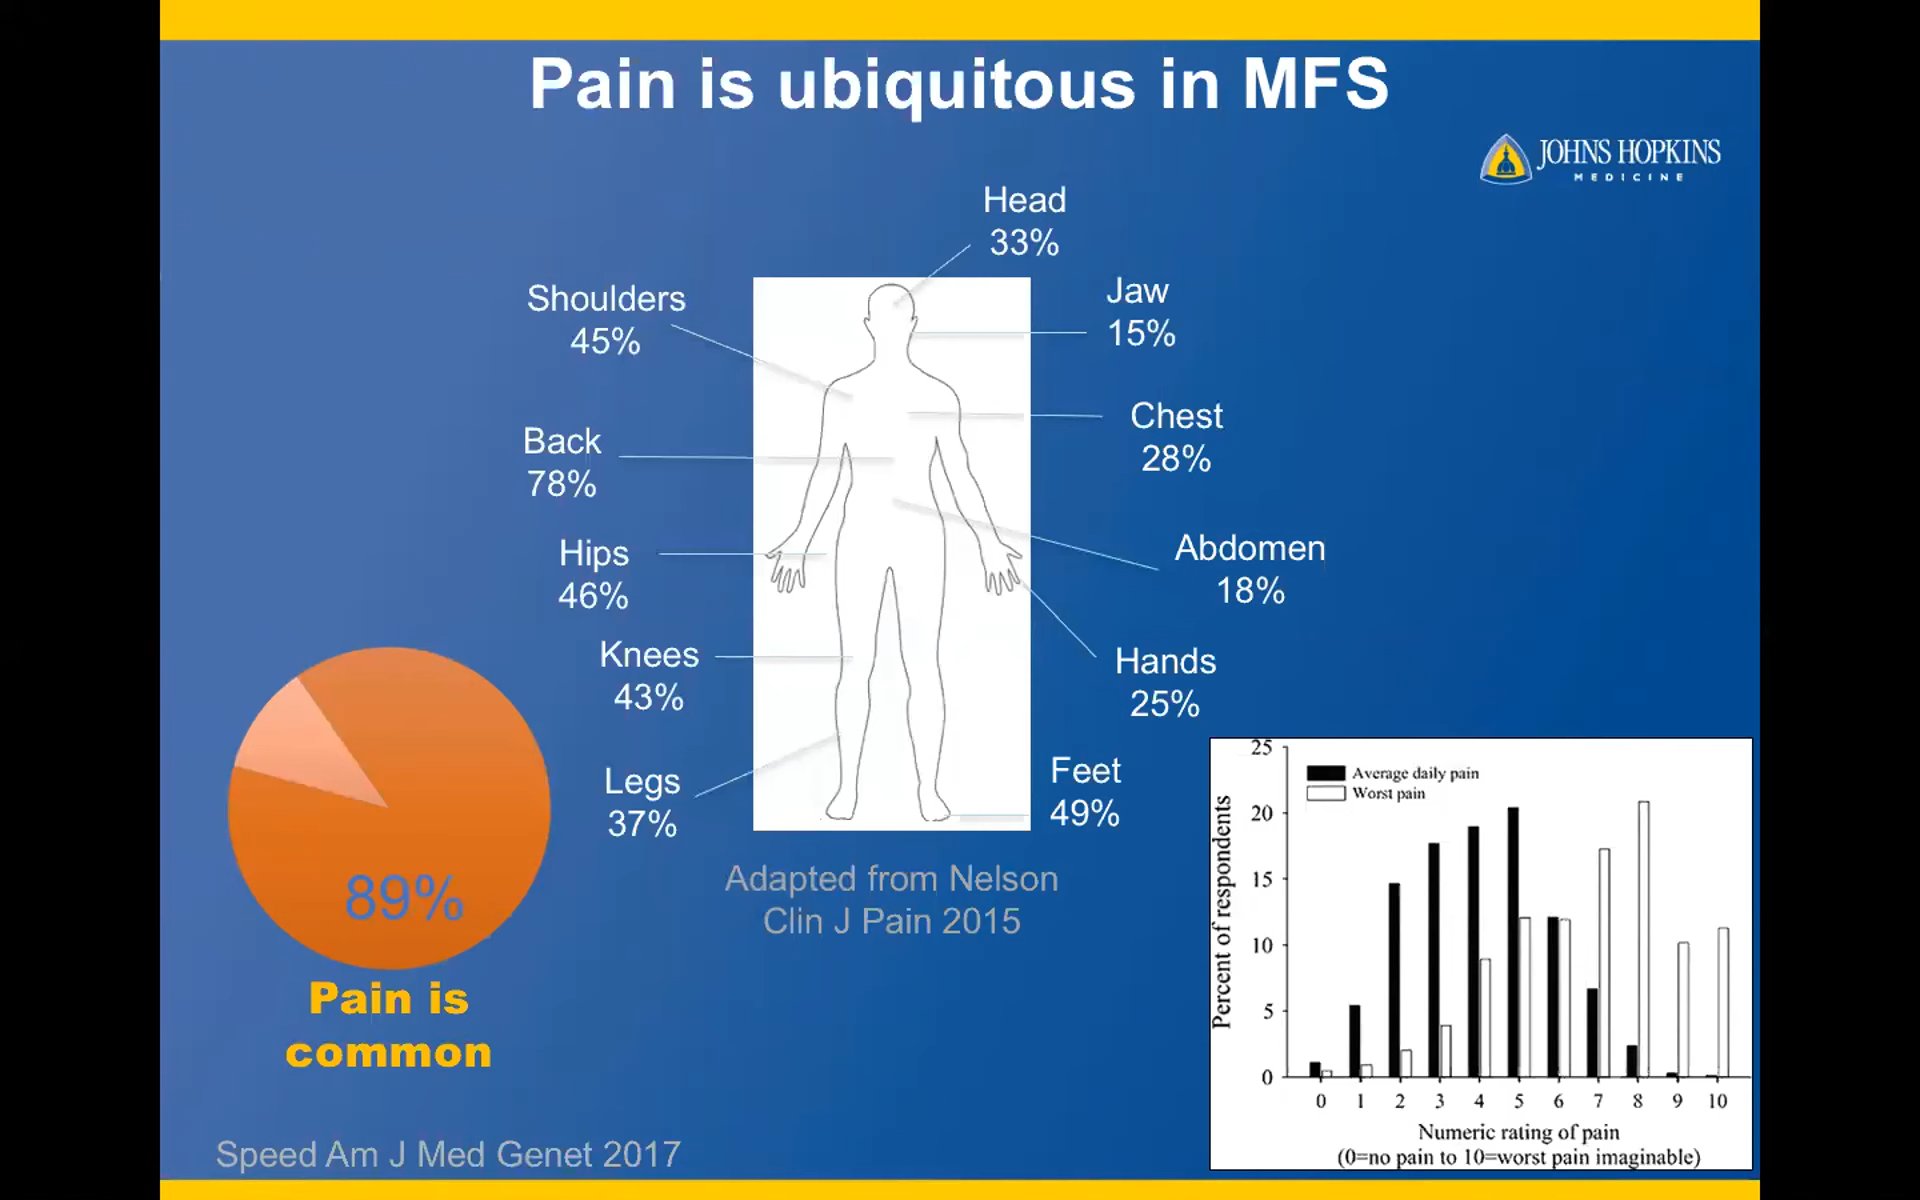 Pain is ubiquitous in MFS
JOHNS HOPKINS
MEDICINE
Head
33%
Shoulders
45%
Jaw
15%
Chest
28%
Back
78%
Hips
46%
Abdomen
18%
Knees
43%
Hands
25%
Legs
37%
Feet
49%
Adapted from Nelson
Clin J Pain 2015
89%
Pain is
common
Speed Am J Med Genet 2017
Percent of respondents
25
20
15
10
5
0
Average daily pain
Worst pain
0 1 2 3 4 5 6 7 8 9 10
Numeric rating of pain
(0=no pain to 10=worst pain imaginable)